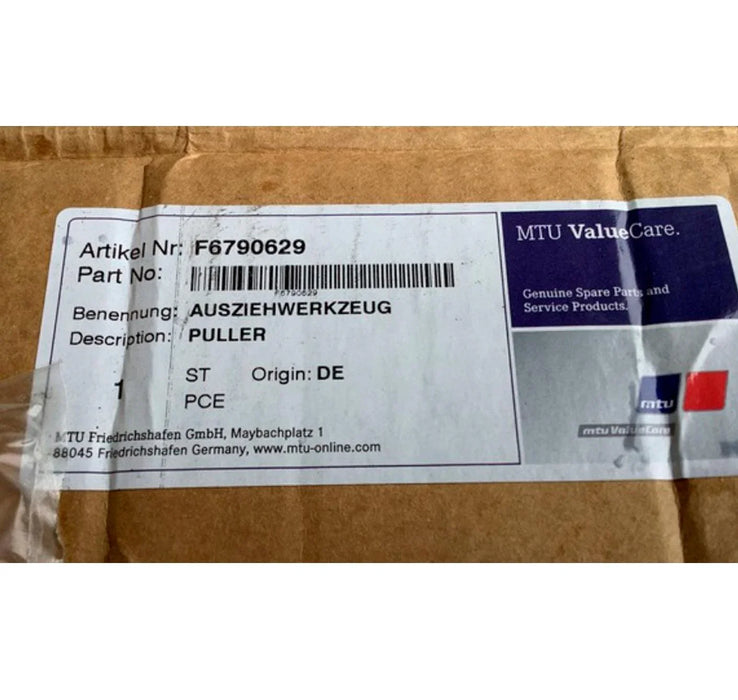 Artikel Nr: F6790629
Part No:
F6790629
Benennung: AUSZIEHWERKZEUG
Description: PULLER
1 ST Origin: DE
PCE
MTU Friedrichshafen GmbH, Maybachplatz 1
88045 Friedrichshafen Germany, www.mtu-online.com
MTU ValueCare.
Genuine Spare Parts and
Service Products.
mtu
mtu ValueCare